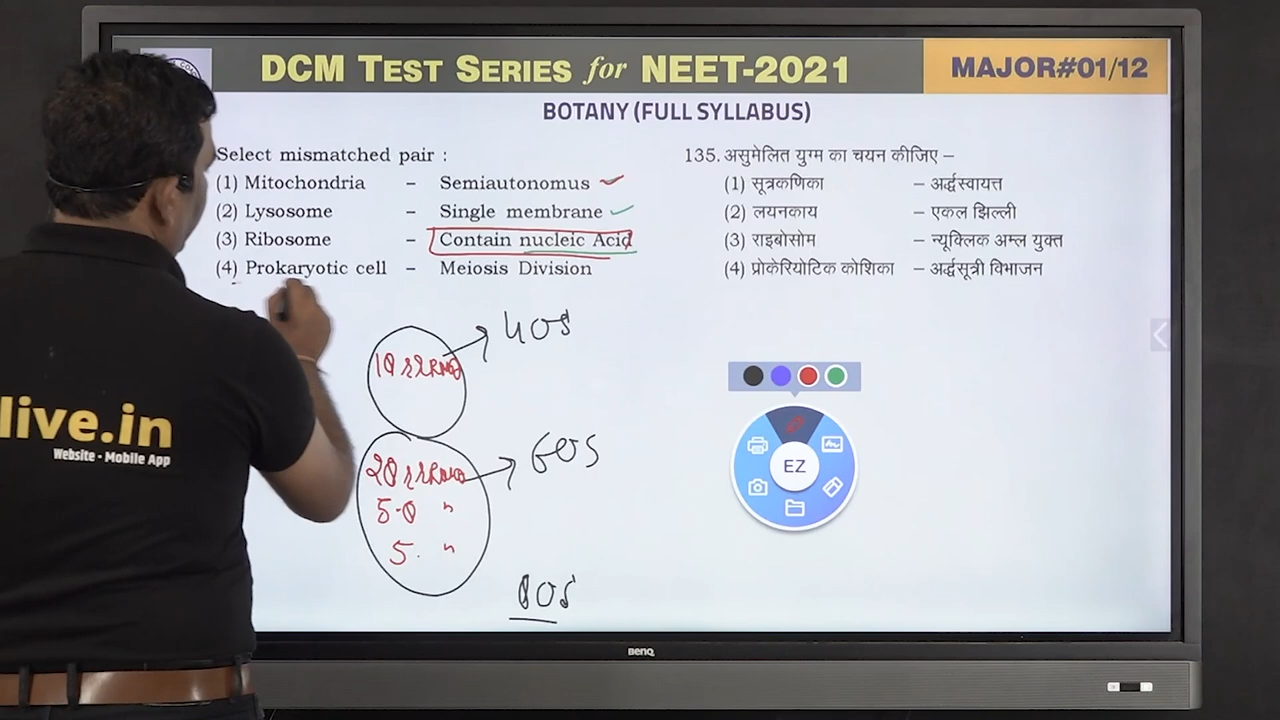 DCM TEST SERIES for NEET-2021
MAJOR#01/12
BOTANY (FULL SYLLABUS)
Select mismatched pair :
(1) Mitochondria – Semiautonomus
(2) Lysosome – Single membrane
(3) Ribosome – Contain nucleic Acid
(4) Prokaryotic cell – Meiosis Division
135. असुमेलित युग्म का चयन कीजिए –
(1) सूत्रकणिका – अर्द्धस्वायत्त
(2) लयनकाय – एकल झिल्ली
(3) राइबोसोम – न्यूक्लिक अम्ल युक्त
(4) प्रोकेरियोटिक कोशिका – अर्द्धसूत्री विभाजन
40S
60S
80S
EZ
live.in
Website • Mobile App
BenQ